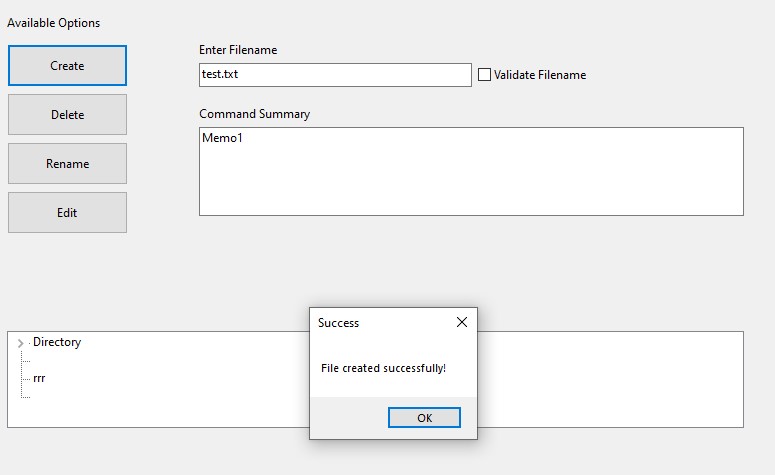 Available Options
Create
Delete
Rename
Edit
Enter Filename
test.txt
Validate Filename
Command Summary
Memo1
Directory
rrr
Success
File created successfully!
OK